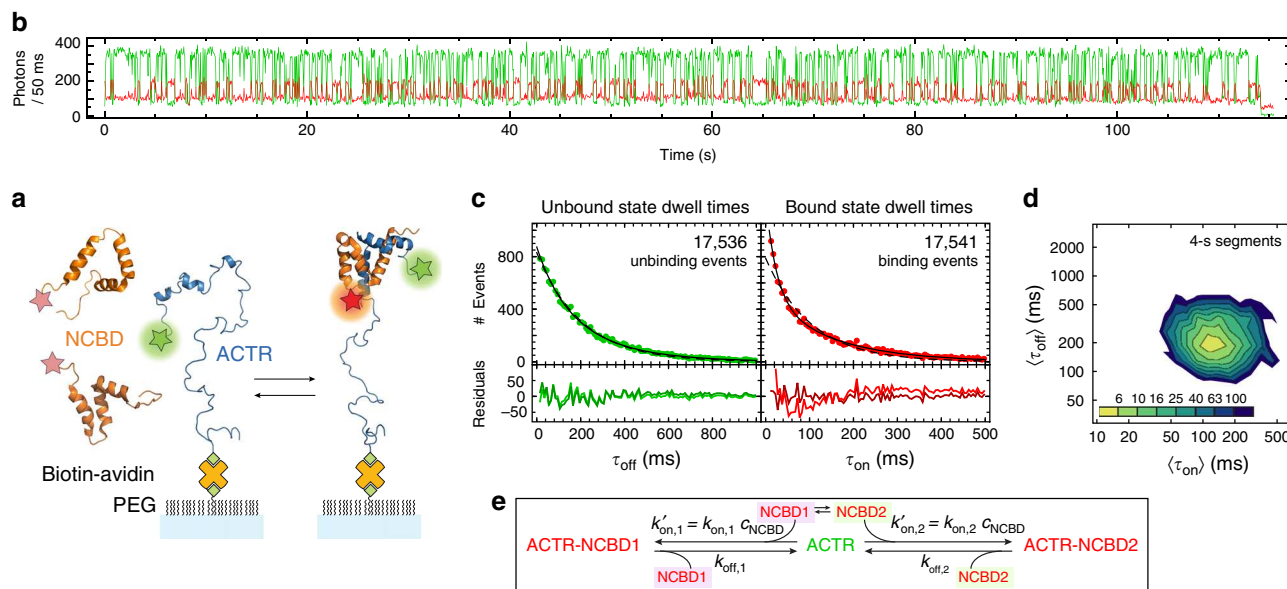 b
Photons
/ 50 ms
400
200
0
0 20 40 60 80 100
Time (s)
a
NCBD
ACTR
Biotin-avidin
PEG
c
Unbound state dwell times
Bound state dwell times
17,536
unbinding events
17,541
binding events
# Events
800
400
0
Residuals
50
0
−50
0 200 400 600 800 1000
τoff (ms)
0 100 200 300 400 500
τon (ms)
d
4-s segments
⟨τoff⟩ (ms)
2000
1000
500
200
100
50
6 10 16 25 40 63 100
10 20 50 100 200 500
⟨τon⟩ (ms)
e
NCBD1 NCBD2
k′on,1 = kon,1 cNCBD
k′on,2 = kon,2 cNCBD
ACTR-NCBD1 ACTR ACTR-NCBD2
koff,1 koff,2
NCBD1 NCBD2